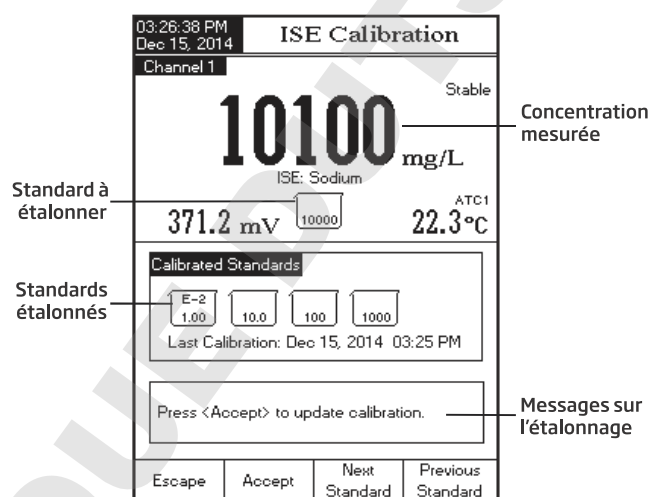 03:26:38 PM
Dec 15, 2014
ISE Calibration
Channel 1
Stable
10100 mg/L
Concentration
mesurée
ISE: Sodium
Standard à
étalonner
371.2 mV
10000
ATC1
22.3°C
Calibrated Standards
Standards
étalonnés
E-2
1.00
10.0
100
1000
Last Calibration: Dec 15, 2014 03:25 PM
Press <Accept> to update calibration.
Messages sur
l'étalonnage
Escape
Accept
Next
Standard
Previous
Standard